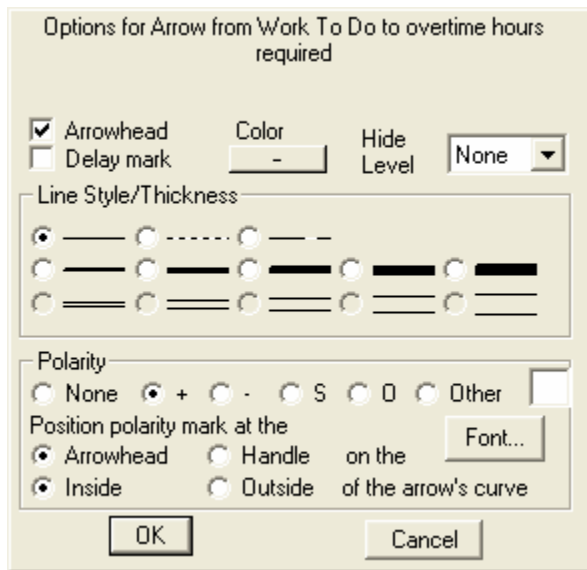 Options for Arrow from Work To Do to overtime hours
required
Arrowhead Color Hide
Delay mark - Level None
Line Style/Thickness
Polarity
None + - S O Other
Position polarity mark at the Font...
Arrowhead Handle on the
Inside Outside of the arrow's curve
OK Cancel